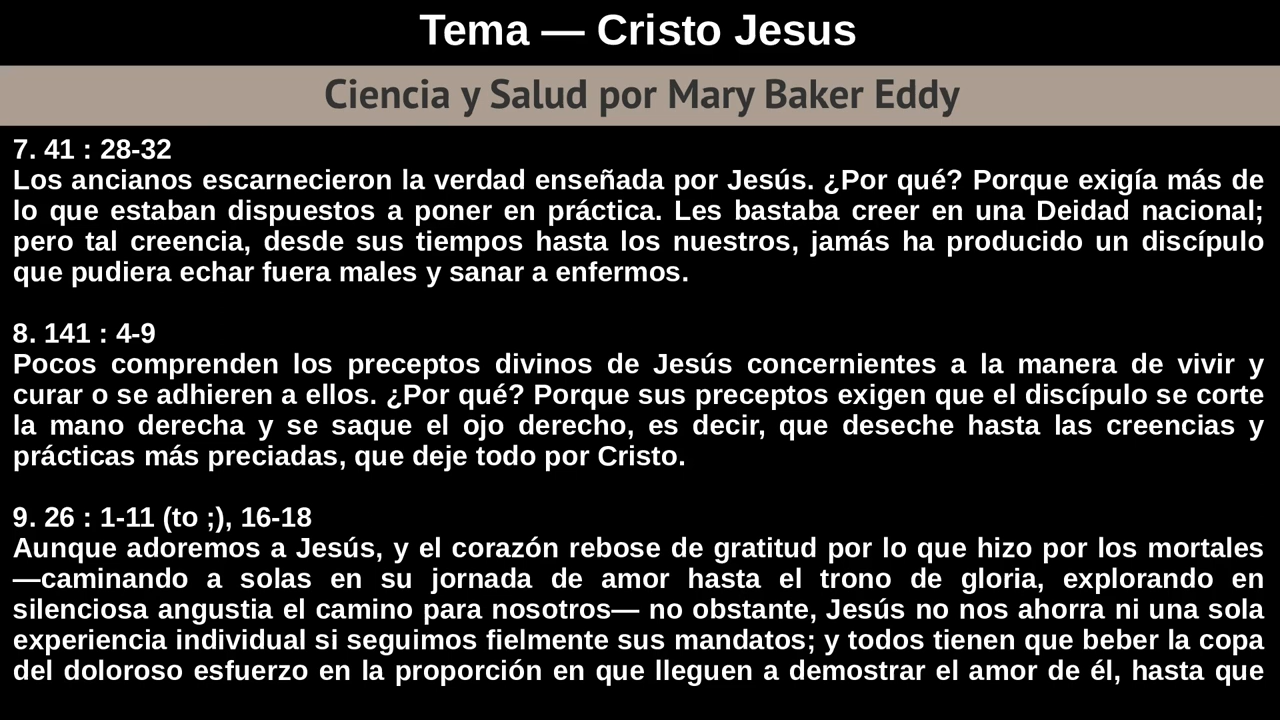 Tema — Cristo Jesus
Ciencia y Salud por Mary Baker Eddy
7. 41 : 28-32
Los ancianos escarnecieron la verdad enseñada por Jesús. ¿Por qué? Porque exigía más de
lo que estaban dispuestos a poner en práctica. Les bastaba creer en una Deidad nacional;
pero tal creencia, desde sus tiempos hasta los nuestros, jamás ha producido un discípulo
que pudiera echar fuera males y sanar a enfermos.
8. 141 : 4-9
Pocos comprenden los preceptos divinos de Jesús concernientes a la manera de vivir y
curar o se adhieren a ellos. ¿Por qué? Porque sus preceptos exigen que el discípulo se corte
la mano derecha y se saque el ojo derecho, es decir, que deseche hasta las creencias y
prácticas más preciadas, que deje todo por Cristo.
9. 26 : 1-11 (to ;), 16-18
Aunque adoremos a Jesús, y el corazón rebose de gratitud por lo que hizo por los mortales
—caminando a solas en su jornada de amor hasta el trono de gloria, explorando en
silenciosa angustia el camino para nosotros— no obstante, Jesús no nos ahorra ni una sola
experiencia individual si seguimos fielmente sus mandatos; y todos tienen que beber la copa
del doloroso esfuerzo en la proporción en que lleguen a demostrar el amor de él, hasta que